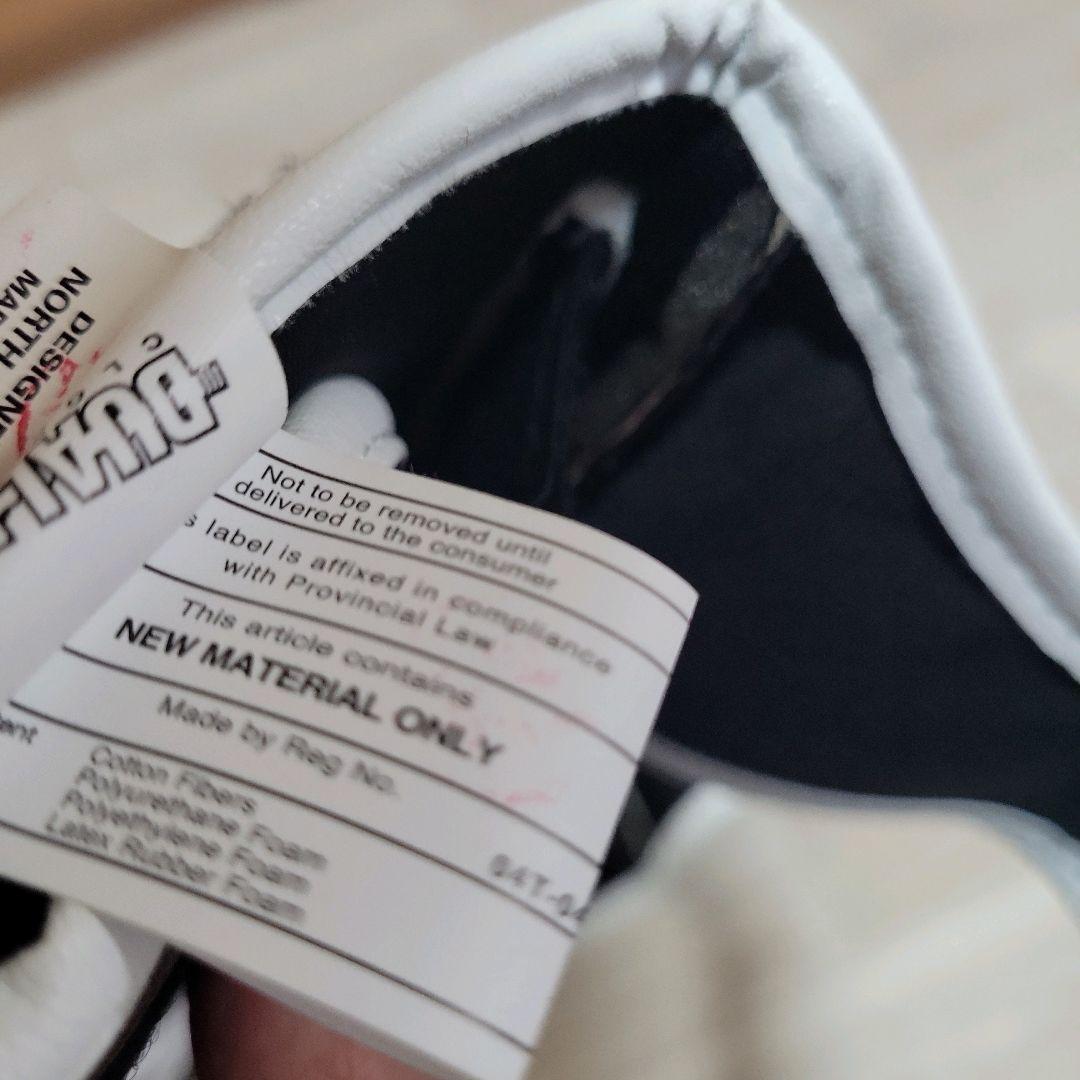 NORTH
DESIGN
Not to be removed until
delivered to the consumer
s label is affixed in compliance
with Provincial Law
This article contains
NEW MATERIAL ONLY
Made by Reg No.
Cotton Fibers
Polyurethane Foam
Polyethylene Foam
Latex Rubber Foam